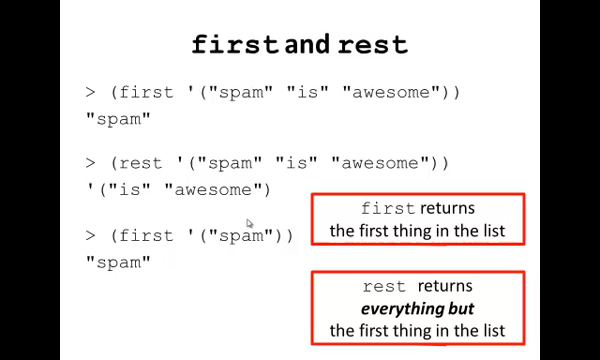 first and rest
> (first '("spam" "is" "awesome"))
"spam"
> (rest '("spam" "is" "awesome"))
'("is" "awesome")
> (first '("spam"))
"spam"
first returns
the first thing in the list
rest returns
everything but
the first thing in the list